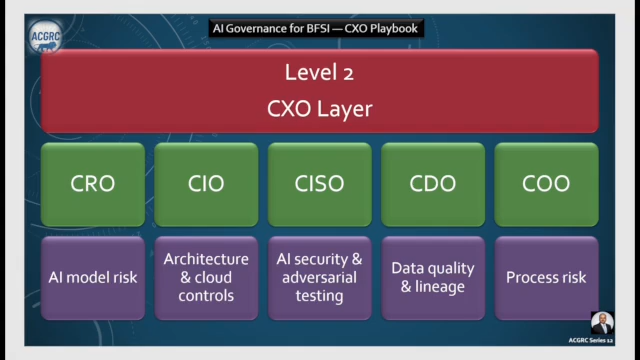 ACGRC
AI Governance for BFSI — CXO Playbook
Level 2
CXO Layer
CRO
CIO
CISO
CDO
COO
AI model risk
Architecture
& cloud
controls
AI security &
adversarial
testing
Data quality
& lineage
Process risk
ACGRC Series 12